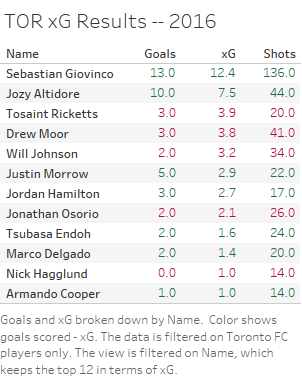 TOR xG Results -- 2016
Name Goals xG Shots
Sebastian Giovinco 13.0 12.4 136.0
Jozy Altidore 10.0 7.5 44.0
Tosaint Ricketts 3.0 3.9 20.0
Drew Moor 3.0 3.8 41.0
Will Johnson 2.0 3.2 34.0
Justin Morrow 5.0 2.9 22.0
Jordan Hamilton 3.0 2.7 17.0
Jonathan Osorio 2.0 2.1 26.0
Tsubasa Endoh 2.0 1.6 24.0
Marco Delgado 2.0 1.4 20.0
Nick Hagglund 0.0 1.0 14.0
Armando Cooper 1.0 1.0 14.0
Goals and xG broken down by Name. Color shows
goals scored - xG. The data is filtered on Toronto FC
players only. The view is filtered on Name, which
keeps the top 12 in terms of xG.